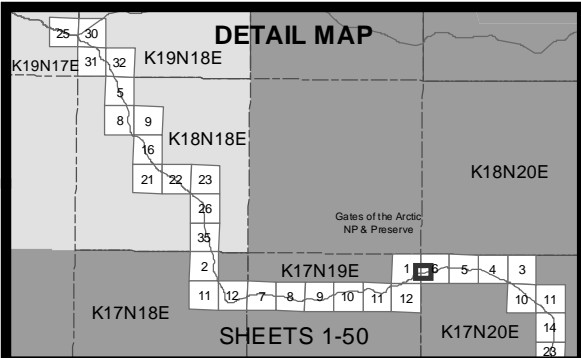 DETAIL MAP
25 30
K19N18E
K19N17E
31 32
5
8 9
K18N18E
16
K18N20E
21 22 23
26
Gates of the Arctic
NP & Preserve
35
2
K17N19E
1 6 5 4 3
11 12 7 8 9 10 11 12
10 11
K17N18E
SHEETS 1-50
K17N20E
14
23